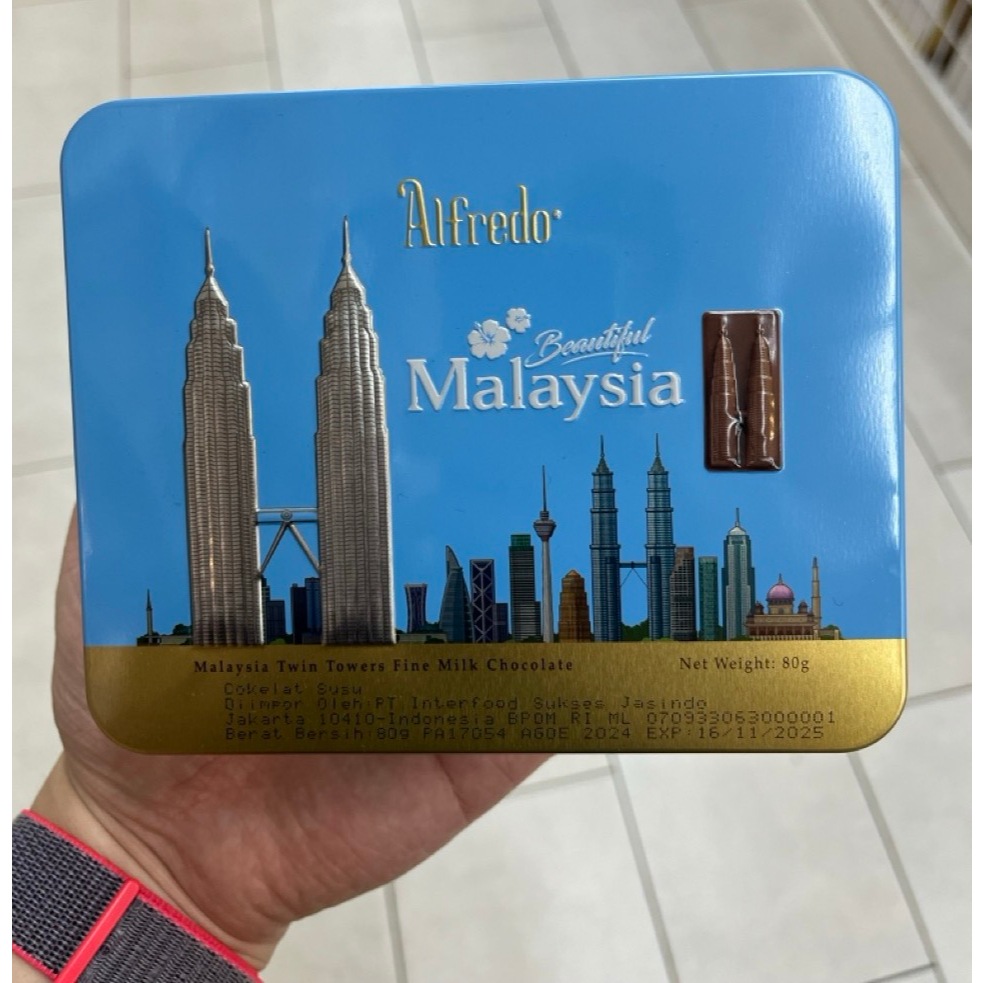 Alfredo
Beautiful
Malaysia
Malaysia Twin Towers Fine Milk Chocolate Net Weight: 80g
Cokelat Susu
Diimpor Oleh:PT Interfood Sukses Jasindo
Jakarta 10410-Indonesia BPOM RI ML 070933063000001
Berat Bersih:80g PA17054 AGOE 2024 EXP:16/11/2025